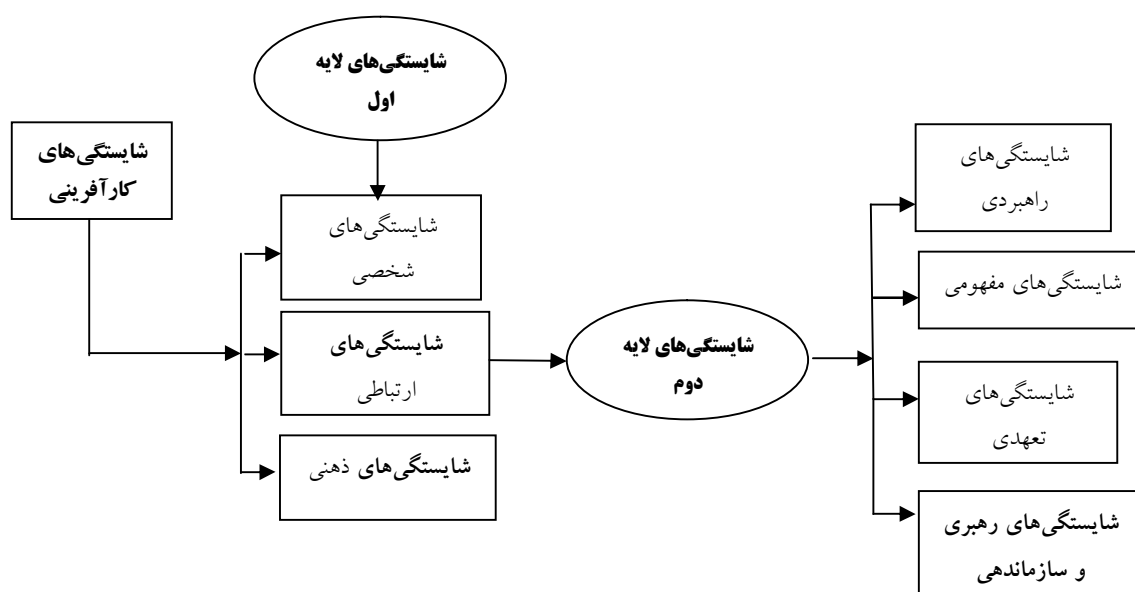 شایستگی‌های لایه
اول
شایستگی‌های
کارآفرینی
شایستگی‌های
شخصی
شایستگی‌های
ارتباطی
شایستگی‌های ذهنی
شایستگی‌های لایه
دوم
شایستگی‌های
راهبردی
شایستگی‌های مفهومی
شایستگی‌های
تعهدی
شایستگی‌های رهبری
و سازماندهی